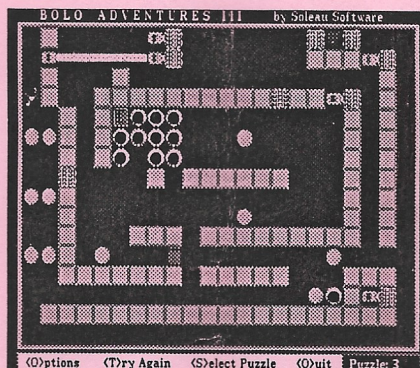 BOLO ADVENTURES III by Soleau Software
<O>ptions <T>ry Again <S>elect Puzzle <Q>uit Puzzle: 3